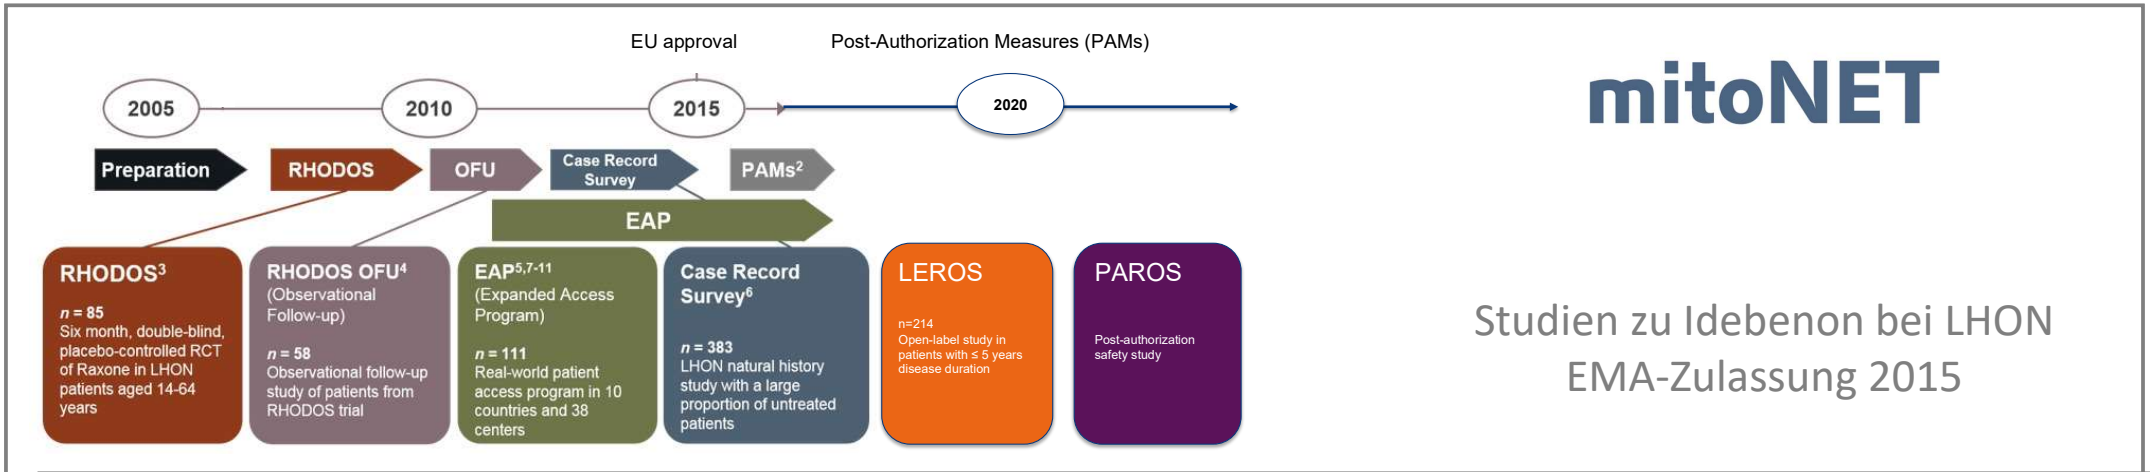 EU approval
Post-Authorization Measures (PAMs)
mitoNET
2005
2010
2015
2020
Preparation
RHODOS
OFU
Case Record
Survey
PAMs²
EAP
RHODOS³
n = 85
Six month, double-blind,
placebo-controlled RCT
of Raxone in LHON
patients aged 14-64
years
RHODOS OFU⁴
(Observational
Follow-up)
n = 58
Observational follow-up
study of patients from
RHODOS trial
EAP⁵,⁷⁻¹¹
(Expanded Access
Program)
n = 111
Real-world patient
access program in 10
countries and 38
centers
Case Record
Survey⁶
n = 383
LHON natural history
study with a large
proportion of untreated
patients
LEROS
n=214
Open-label study in
patients with ≤ 5 years
disease duration
PAROS
Post-authorization
safety study
Studien zu Idebenon bei LHON
EMA-Zulassung 2015